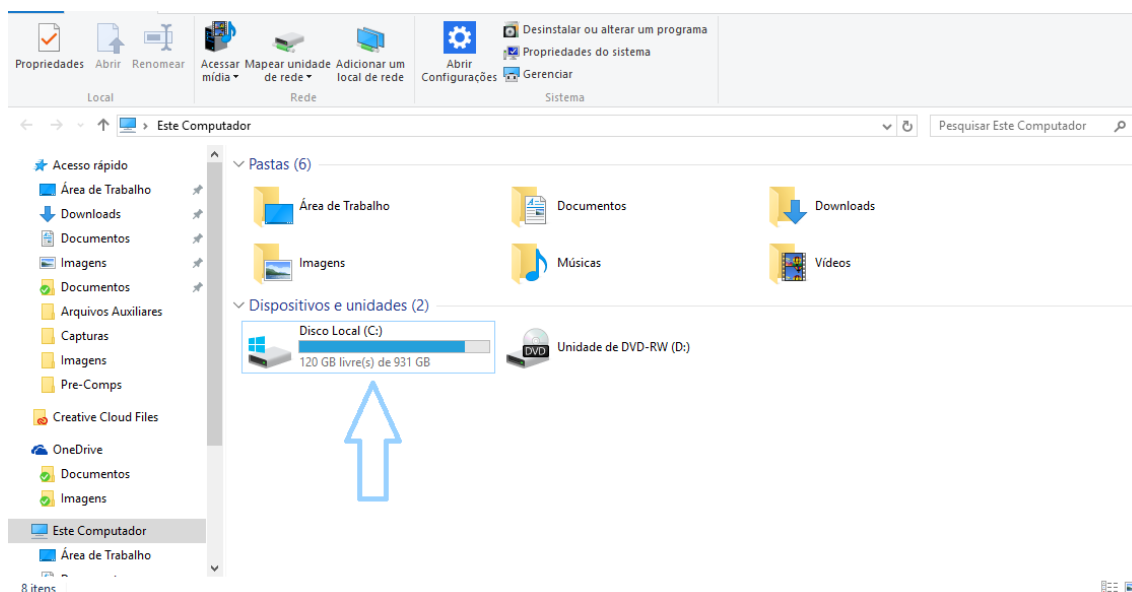 Propriedades
Abrir
Renomear
Acessar mídia
Mapear unidade de rede
Adicionar um local de rede
Abrir Configurações
Desinstalar ou alterar um programa
Propriedades do sistema
Gerenciar
Local
Rede
Sistema
Este Computador
Pesquisar Este Computador
Acesso rápido
Área de Trabalho
Downloads
Documentos
Imagens
Documentos
Arquivos Auxiliares
Capturas
Imagens
Pre-Comps
Creative Cloud Files
OneDrive
Documentos
Imagens
Este Computador
Área de Trabalho
Pastas (6)
Área de Trabalho
Documentos
Downloads
Imagens
Músicas
Vídeos
Dispositivos e unidades (2)
Disco Local (C:)
120 GB livre(s) de 931 GB
DVD
Unidade de DVD-RW (D:)
8 itens